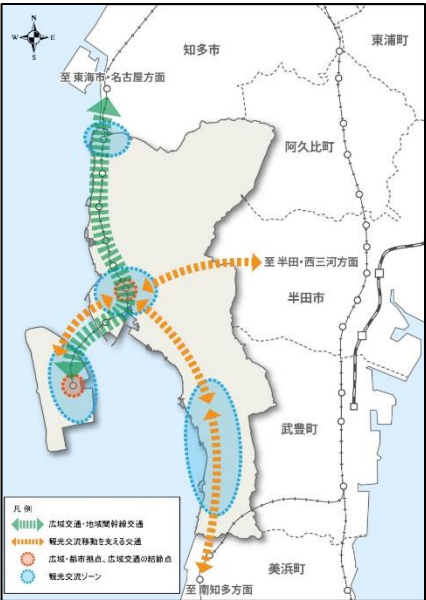 N
W E
S
知多市
東浦町
至 東海市・名古屋方面
阿久比町
至 半田・西三河方面
半田市
武豊町
凡 例
広域交通・地域間幹線交通
観光交流移動を支える交通
広域・都市拠点、広域交通の結節点
観光交流ゾーン
美浜町
至 南知多方面